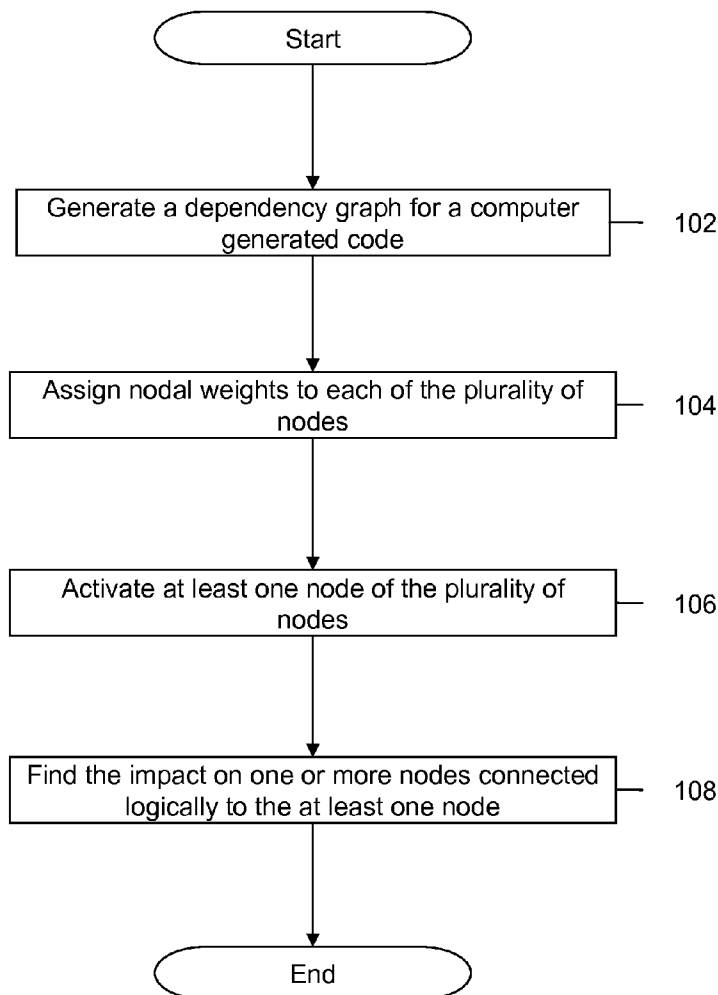 Start
Generate a dependency graph for a computer
generated code
102
Assign nodal weights to each of the plurality of
nodes
104
Activate at least one node of the plurality of
nodes
106
Find the impact on one or more nodes connected
logically to the at least one node
108
End